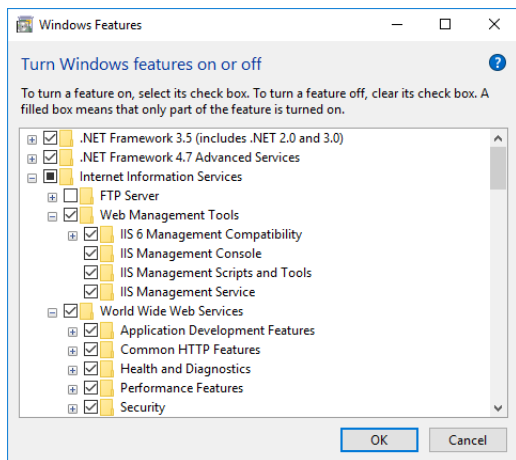 Windows Features
Turn Windows features on or off
To turn a feature on, select its check box. To turn a feature off, clear its check box. A
filled box means that only part of the feature is turned on.
.NET Framework 3.5 (includes .NET 2.0 and 3.0)
.NET Framework 4.7 Advanced Services
Internet Information Services
FTP Server
Web Management Tools
IIS 6 Management Compatibility
IIS Management Console
IIS Management Scripts and Tools
IIS Management Service
World Wide Web Services
Application Development Features
Common HTTP Features
Health and Diagnostics
Performance Features
Security
OK Cancel